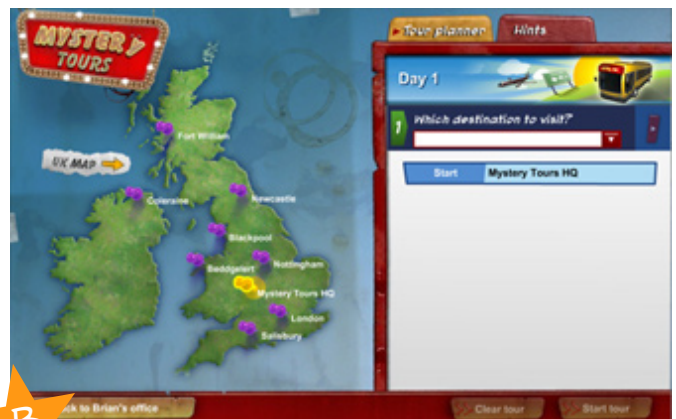 MYSTERY
TOURS
Tour planner
Hints
Day 1
1
Which destination to visit?
Start
Mystery Tours HQ
UK MAP
Fort William
Coleraine
Newcastle
Blackpool
Beddgelert
Nottingham
Mystery Tours HQ
London
Salisbury
B
ck to Brian's office
Clear tour
Start tour